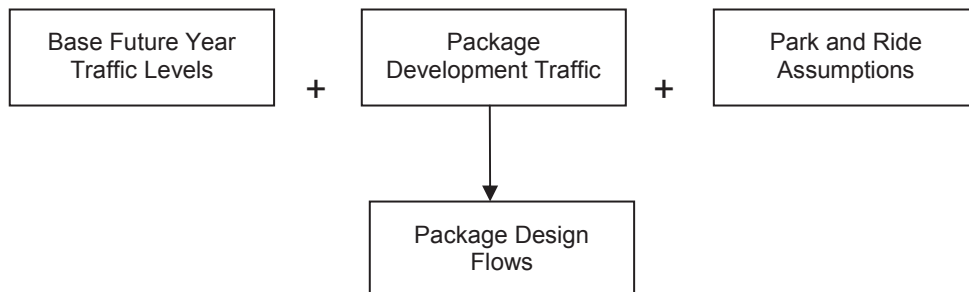 Base Future Year
Traffic Levels
+
Package
Development Traffic
+
Park and Ride
Assumptions
Package Design
Flows